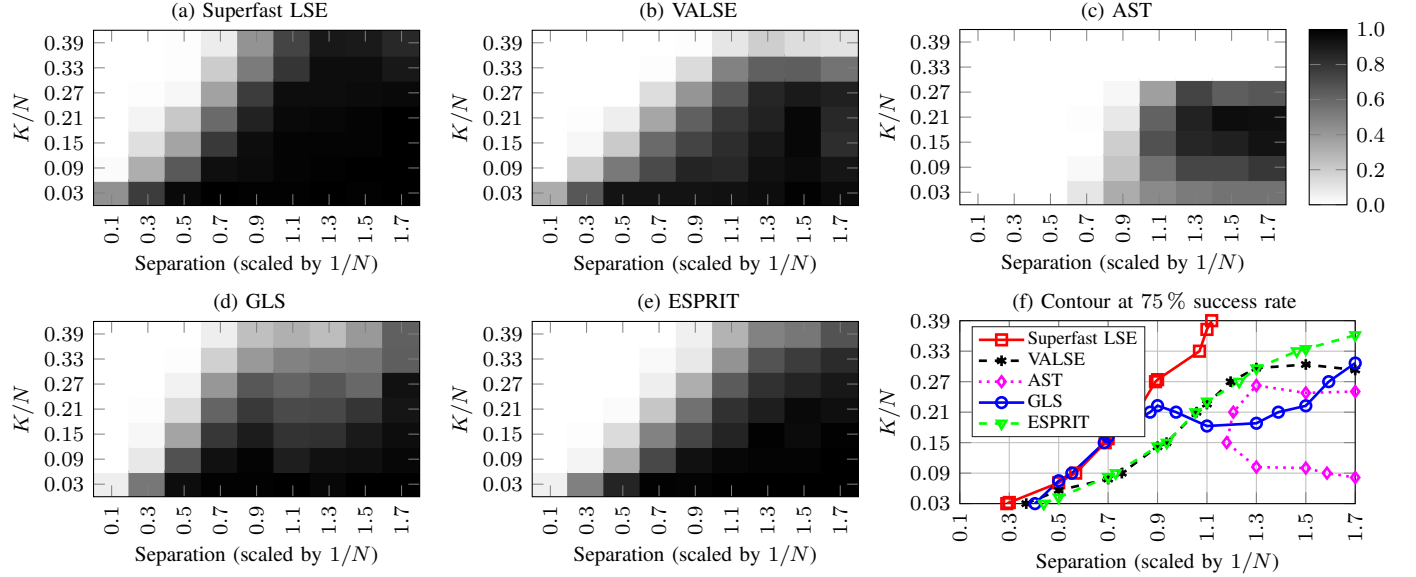 (a) Superfast LSE
K/N
0.39
0.33
0.27
0.21
0.15
0.09
0.03
0.1 0.3 0.5 0.7 0.9 1.1 1.3 1.5 1.7
Separation (scaled by 1/N)
(b) VALSE
K/N
0.39
0.33
0.27
0.21
0.15
0.09
0.03
0.1 0.3 0.5 0.7 0.9 1.1 1.3 1.5 1.7
Separation (scaled by 1/N)
(c) AST
K/N
0.39
0.33
0.27
0.21
0.15
0.09
0.03
0.1 0.3 0.5 0.7 0.9 1.1 1.3 1.5 1.7
Separation (scaled by 1/N)
1.0
0.8
0.6
0.4
0.2
0.0
(d) GLS
K/N
0.39
0.33
0.27
0.21
0.15
0.09
0.03
0.1 0.3 0.5 0.7 0.9 1.1 1.3 1.5 1.7
Separation (scaled by 1/N)
(e) ESPRIT
K/N
0.39
0.33
0.27
0.21
0.15
0.09
0.03
0.1 0.3 0.5 0.7 0.9 1.1 1.3 1.5 1.7
Separation (scaled by 1/N)
(f) Contour at 75 % success rate
K/N
0.39
0.33
0.27
0.21
0.15
0.09
0.03
Superfast LSE
VALSE
AST
GLS
ESPRIT
0.1 0.3 0.5 0.7 0.9 1.1 1.3 1.5 1.7
Separation (scaled by 1/N)